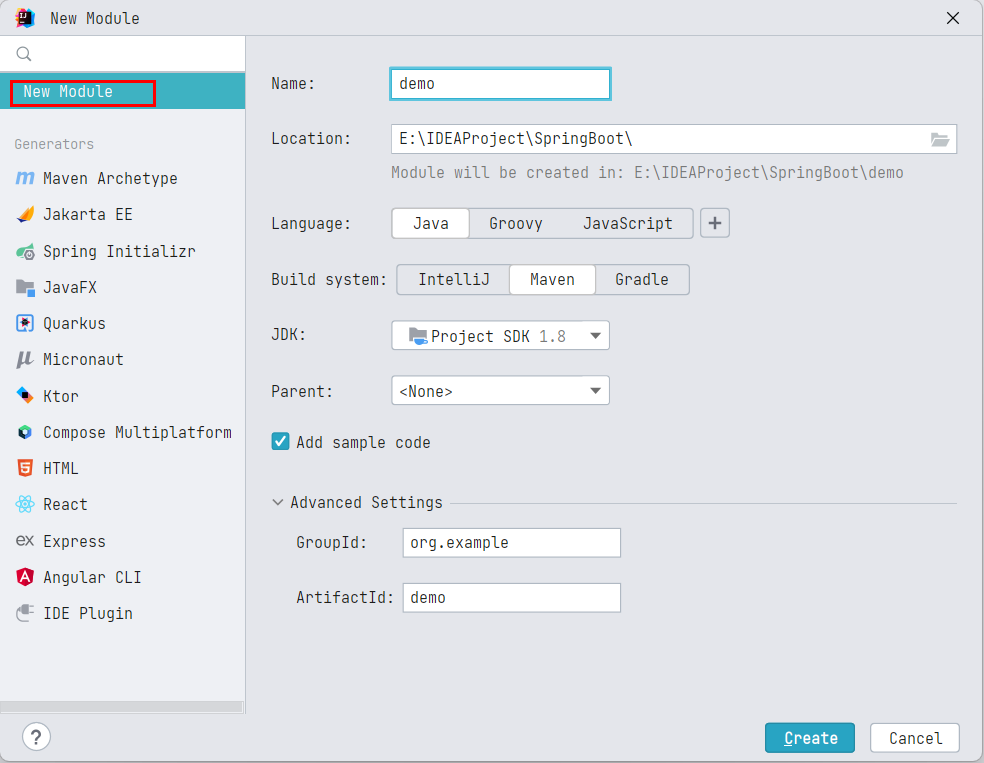 New Module
New Module
Generators
Maven Archetype
Jakarta EE
Spring Initializr
JavaFX
Quarkus
Micronaut
Ktor
Compose Multiplatform
HTML
React
ex Express
Angular CLI
IDE Plugin
Name: demo
Location: E:\IDEAProject\SpringBoot\
Module will be created in: E:\IDEAProject\SpringBoot\demo
Language: Java Groovy JavaScript +
Build system: IntelliJ Maven Gradle
JDK: Project SDK 1.8
Parent: <None>
Add sample code
Advanced Settings
GroupId: org.example
ArtifactId: demo
? Create Cancel